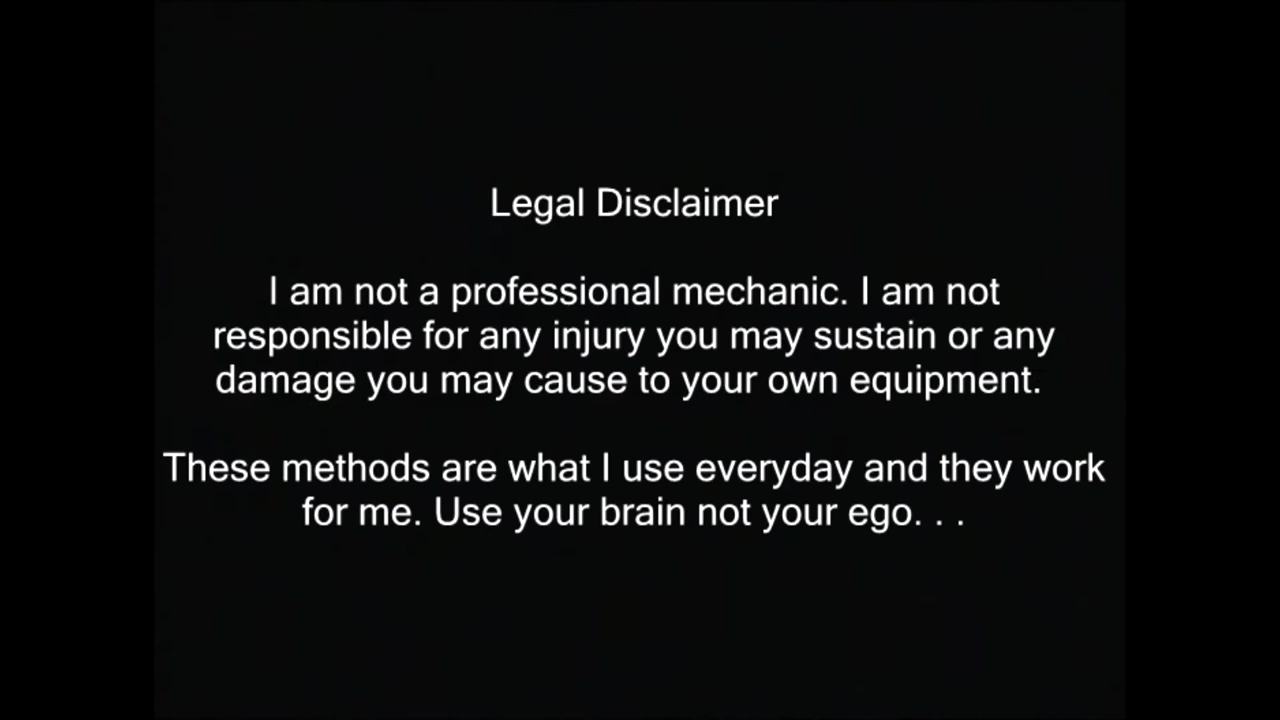 Legal Disclaimer
I am not a professional mechanic. I am not
responsible for any injury you may sustain or any
damage you may cause to your own equipment.
These methods are what I use everyday and they work
for me. Use your brain not your ego. . .